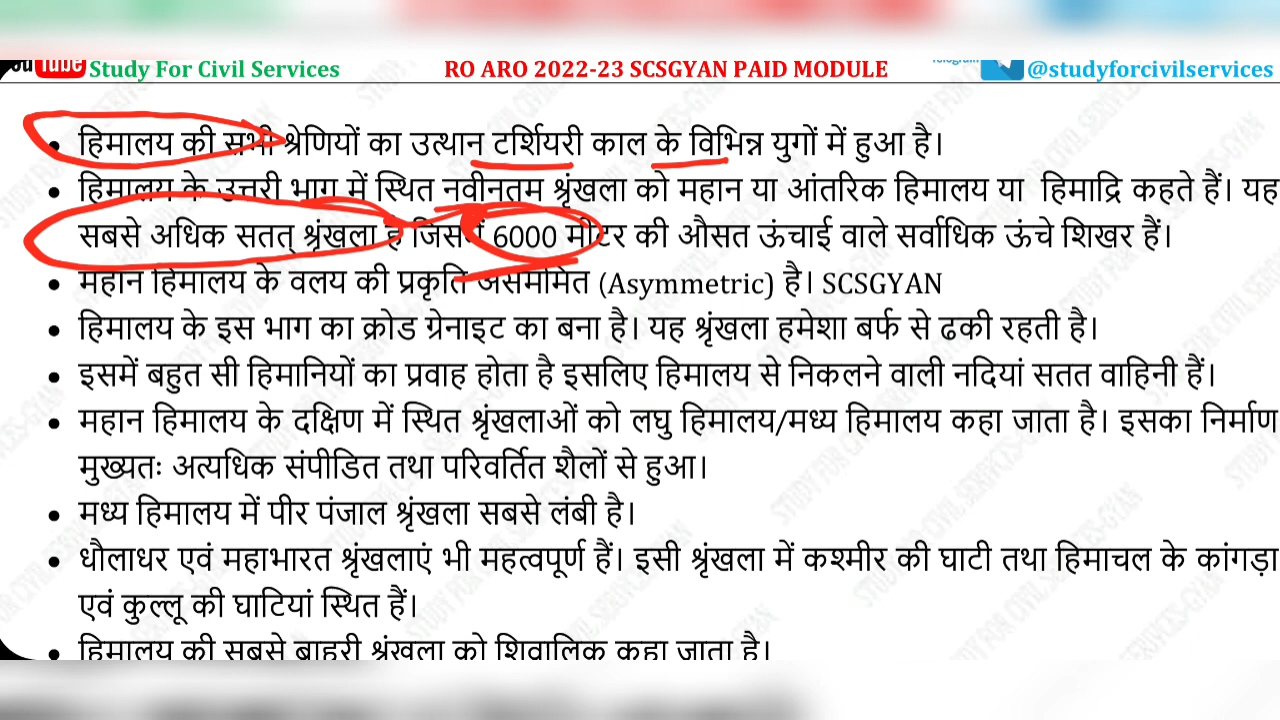 Tube Study For Civil Services RO ARO 2022-23 SCSGYAN PAID MODULE @studyforcivilservices
• हिमालय की सभी श्रेणियों का उत्थान टर्शियरी काल के विभिन्न युगों में हुआ है।
• हिमालय के उत्तरी भाग में स्थित नवीनतम श्रृंखला को महान या आंतरिक हिमालय या हिमाद्रि कहते हैं। यह
सबसे अधिक सतत् श्रृंखला है जिसमें 6000 मीटर की औसत ऊंचाई वाले सर्वाधिक ऊंचे शिखर हैं।
• महान हिमालय के वलय की प्रकृति असममित (Asymmetric) है। SCSGYAN
• हिमालय के इस भाग का क्रोड ग्रेनाइट का बना है। यह श्रृंखला हमेशा बर्फ से ढकी रहती है।
• इसमें बहुत सी हिमानियों का प्रवाह होता है इसलिए हिमालय से निकलने वाली नदियां सतत वाहिनी हैं।
• महान हिमालय के दक्षिण में स्थित श्रृंखलाओं को लघु हिमालय/मध्य हिमालय कहा जाता है। इसका निर्माण
मुख्यतः अत्यधिक संपीडित तथा परिवर्तित शैलों से हुआ।
• मध्य हिमालय में पीर पंजाल श्रृंखला सबसे लंबी है।
• धौलाधर एवं महाभारत श्रृंखलाएं भी महत्वपूर्ण हैं। इसी श्रृंखला में कश्मीर की घाटी तथा हिमाचल के कांगड़ा
एवं कुल्लू की घाटियां स्थित हैं।
• हिमालय की सबसे बाहरी श्रृंखला को शिवालिक कहा जाता है।